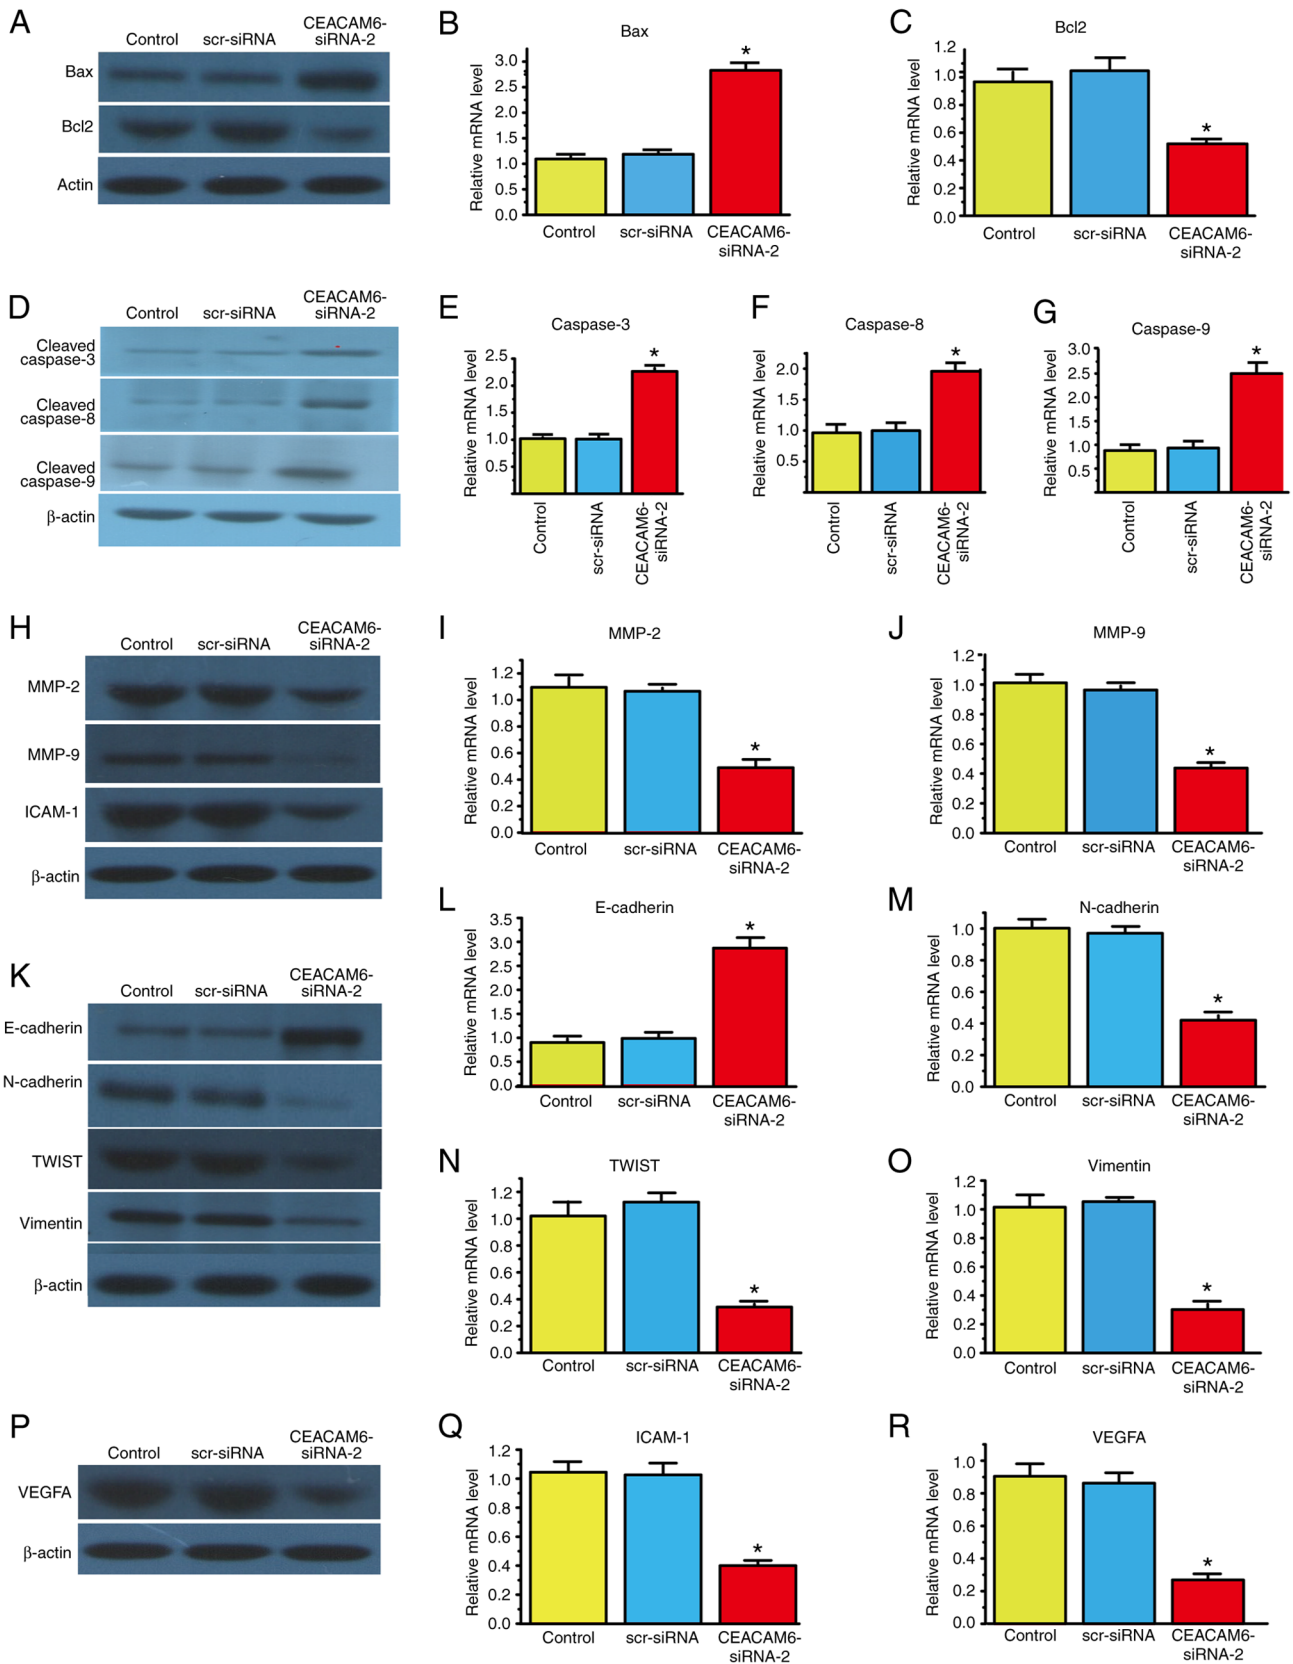 A
Control
scr-siRNA
CEACAM6-
siRNA-2
Bax
Bcl2
Actin
B
Bax
Relative mRNA level
3.0
2.5
2.0
1.5
1.0
0.5
0.0
*
Control
scr-siRNA
CEACAM6-
siRNA-2
C
Bcl2
Relative mRNA level
1.2
1.0
0.8
0.6
0.4
0.2
0.0
*
Control
scr-siRNA
CEACAM6-
siRNA-2
D
Control
scr-siRNA
CEACAM6-
siRNA-2
Cleaved
caspase-3
Cleaved
caspase-8
Cleaved
caspase-9
β-actin
E
Caspase-3
Relative mRNA level
2.5
2.0
1.5
1.0
0.5
*
Control
scr-siRNA
CEACAM6-
siRNA-2
F
Caspase-8
Relative mRNA level
2.0
1.5
1.0
0.5
*
Control
scr-siRNA
CEACAM6-
siRNA-2
G
Caspase-9
Relative mRNA level
3.0
2.5
2.0
1.5
1.0
0.5
*
Control
scr-siRNA
CEACAM6-
siRNA-2
H
Control
scr-siRNA
CEACAM6-
siRNA-2
MMP-2
MMP-9
ICAM-1
β-actin
I
MMP-2
Relative mRNA level
1.2
1.0
0.8
0.6
0.4
0.2
0.0
*
Control
scr-siRNA
CEACAM6-
siRNA-2
J
MMP-9
Relative mRNA level
1.2
1.0
0.8
0.6
0.4
0.2
0.0
*
Control
scr-siRNA
CEACAM6-
siRNA-2
K
Control
scr-siRNA
CEACAM6-
siRNA-2
E-cadherin
N-cadherin
TWIST
Vimentin
β-actin
L
E-cadherin
Relative mRNA level
3.5
3.0
2.5
2.0
1.5
1.0
0.5
0.0
*
Control
scr-siRNA
CEACAM6-
siRNA-2
M
N-cadherin
Relative mRNA level
1.0
0.8
0.6
0.4
0.2
0.0
*
Control
scr-siRNA
CEACAM6-
siRNA-2
N
TWIST
Relative mRNA level
1.2
1.0
0.8
0.6
0.4
0.2
0.0
*
Control
scr-siRNA
CEACAM6-
siRNA-2
O
Vimentin
Relative mRNA level
1.2
1.0
0.8
0.6
0.4
0.2
0.0
*
Control
scr-siRNA
CEACAM6-
siRNA-2
P
Control
scr-siRNA
CEACAM6-
siRNA-2
VEGFA
β-actin
Q
ICAM-1
Relative mRNA level
1.2
1.0
0.8
0.6
0.4
0.2
0.0
*
Control
scr-siRNA
CEACAM6-
siRNA-2
R
VEGFA
Relative mRNA level
1.0
0.8
0.6
0.4
0.2
0.0
*
Control
scr-siRNA
CEACAM6-
siRNA-2